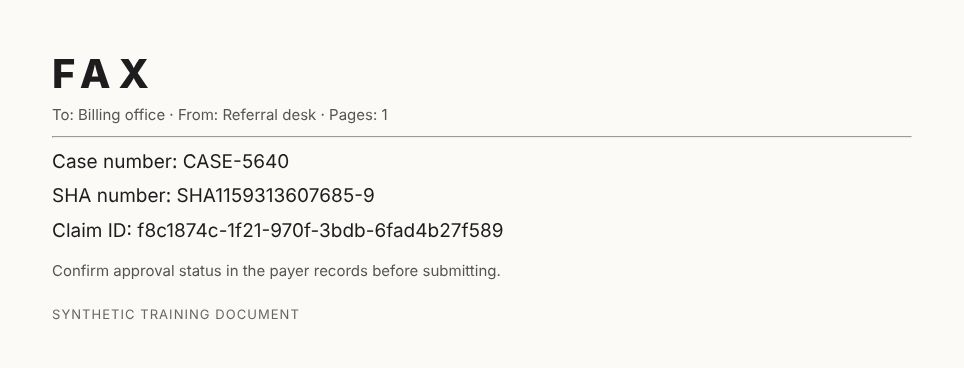 FAX
To: Billing office · From: Referral desk · Pages: 1
Case number: CASE-5640
SHA number: SHA1159313607685-9
Claim ID: f8c1874c-1f21-970f-3bdb-6fad4b27f589
Confirm approval status in the payer records before submitting.
SYNTHETIC TRAINING DOCUMENT